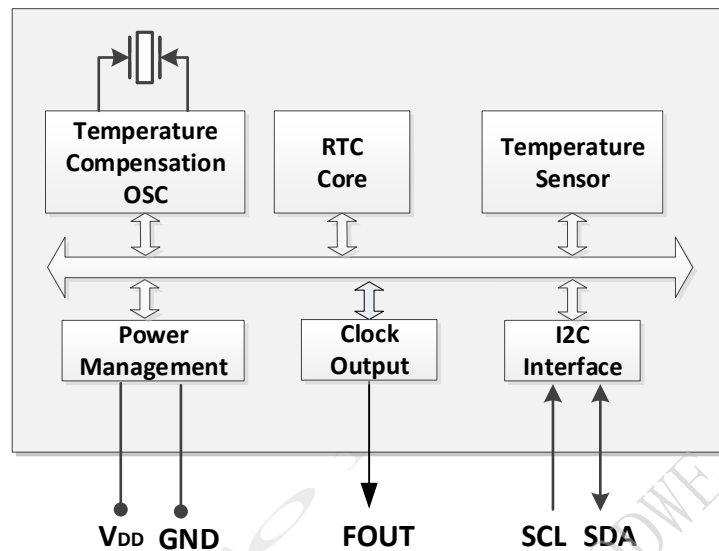 Temperature
Compensation
OSC
RTC
Core
Temperature
Sensor
Power
Management
Clock
Output
I2C
Interface
VDD GND FOUT SCL SDA